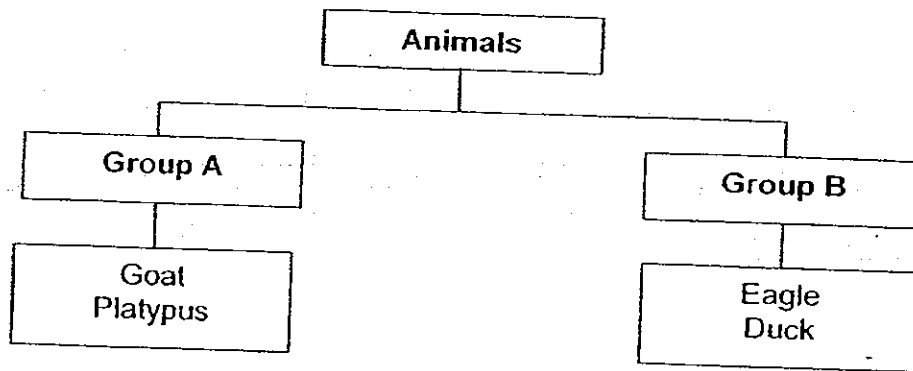 Animals
Group A
Group B
Goat
Platypus
Eagle
Duck